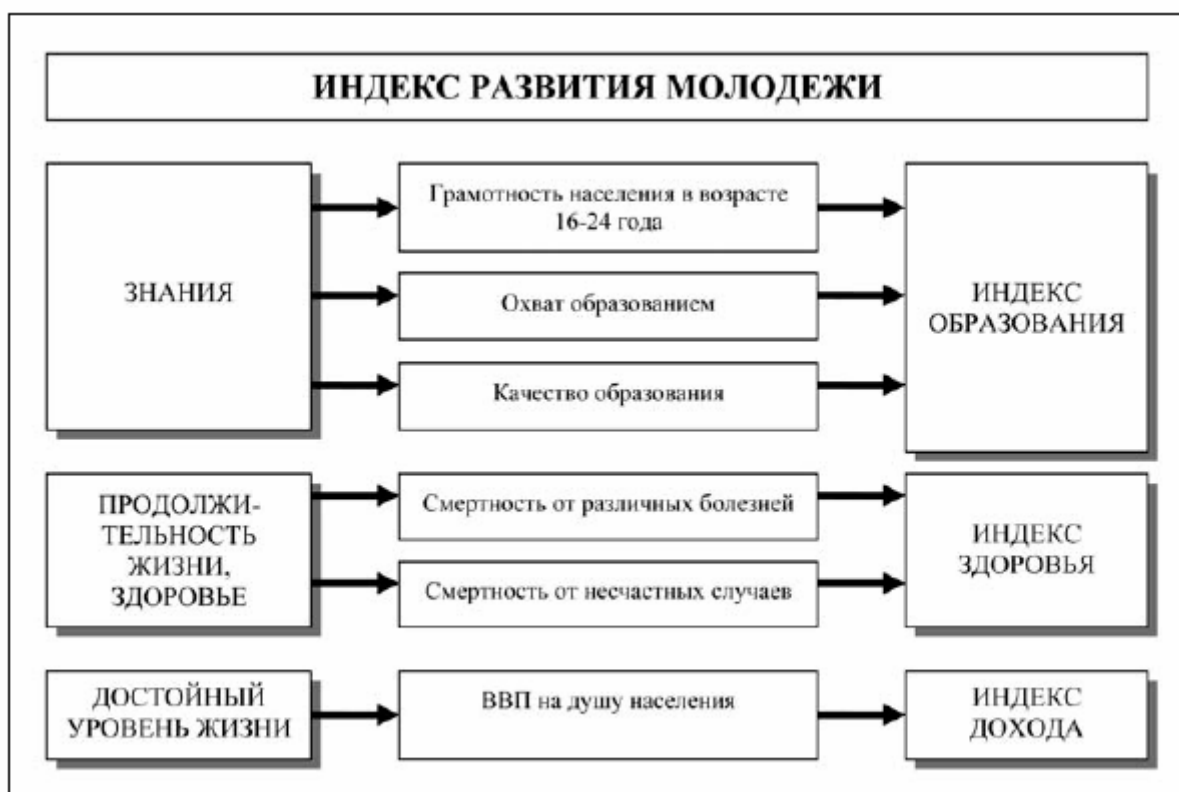 ИНДЕКС РАЗВИТИЯ МОЛОДЕЖИ
ЗНАНИЯ
Грамотность населения в возрасте
16-24 года
Охват образованием
Качество образования
ИНДЕКС
ОБРАЗОВАНИЯ
ПРОДОЛЖИ-
ТЕЛЬНОСТЬ
ЖИЗНИ,
ЗДОРОВЬЕ
Смертность от различных болезней
Смертность от несчастных случаев
ИНДЕКС
ЗДОРОВЬЯ
ДОСТОЙНЫЙ
УРОВЕНЬ ЖИЗНИ
ВВП на душу населения
ИНДЕКС
ДОХОДА